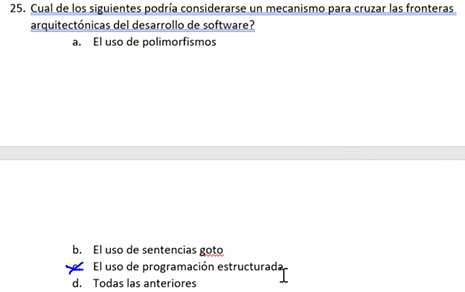 25. Cual de los siguientes podría considerarse un mecanismo para cruzar las fronteras
arquitectónicas del desarrollo de software?
a. El uso de polimorfismos
b. El uso de sentencias goto
c. El uso de programación estructurada
d. Todas las anteriores